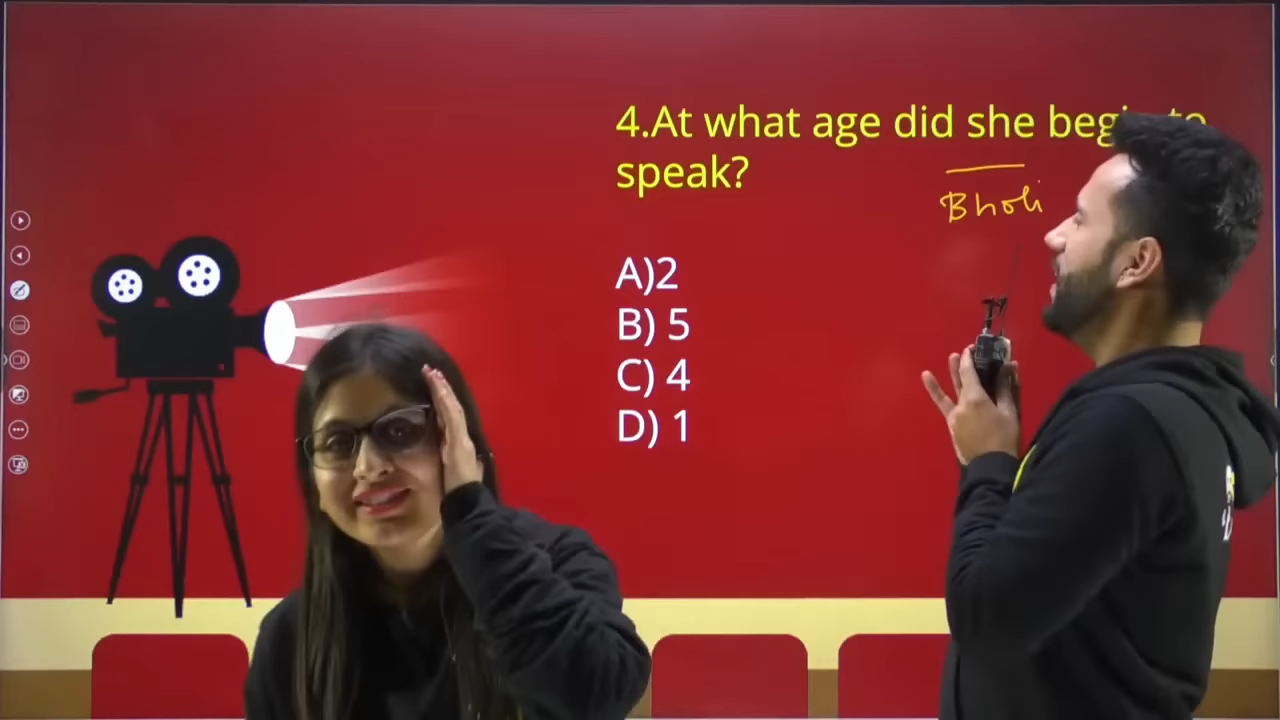 4.At what age did she begin to
speak?
Bholi
A)2
B) 5
C) 4
D) 1